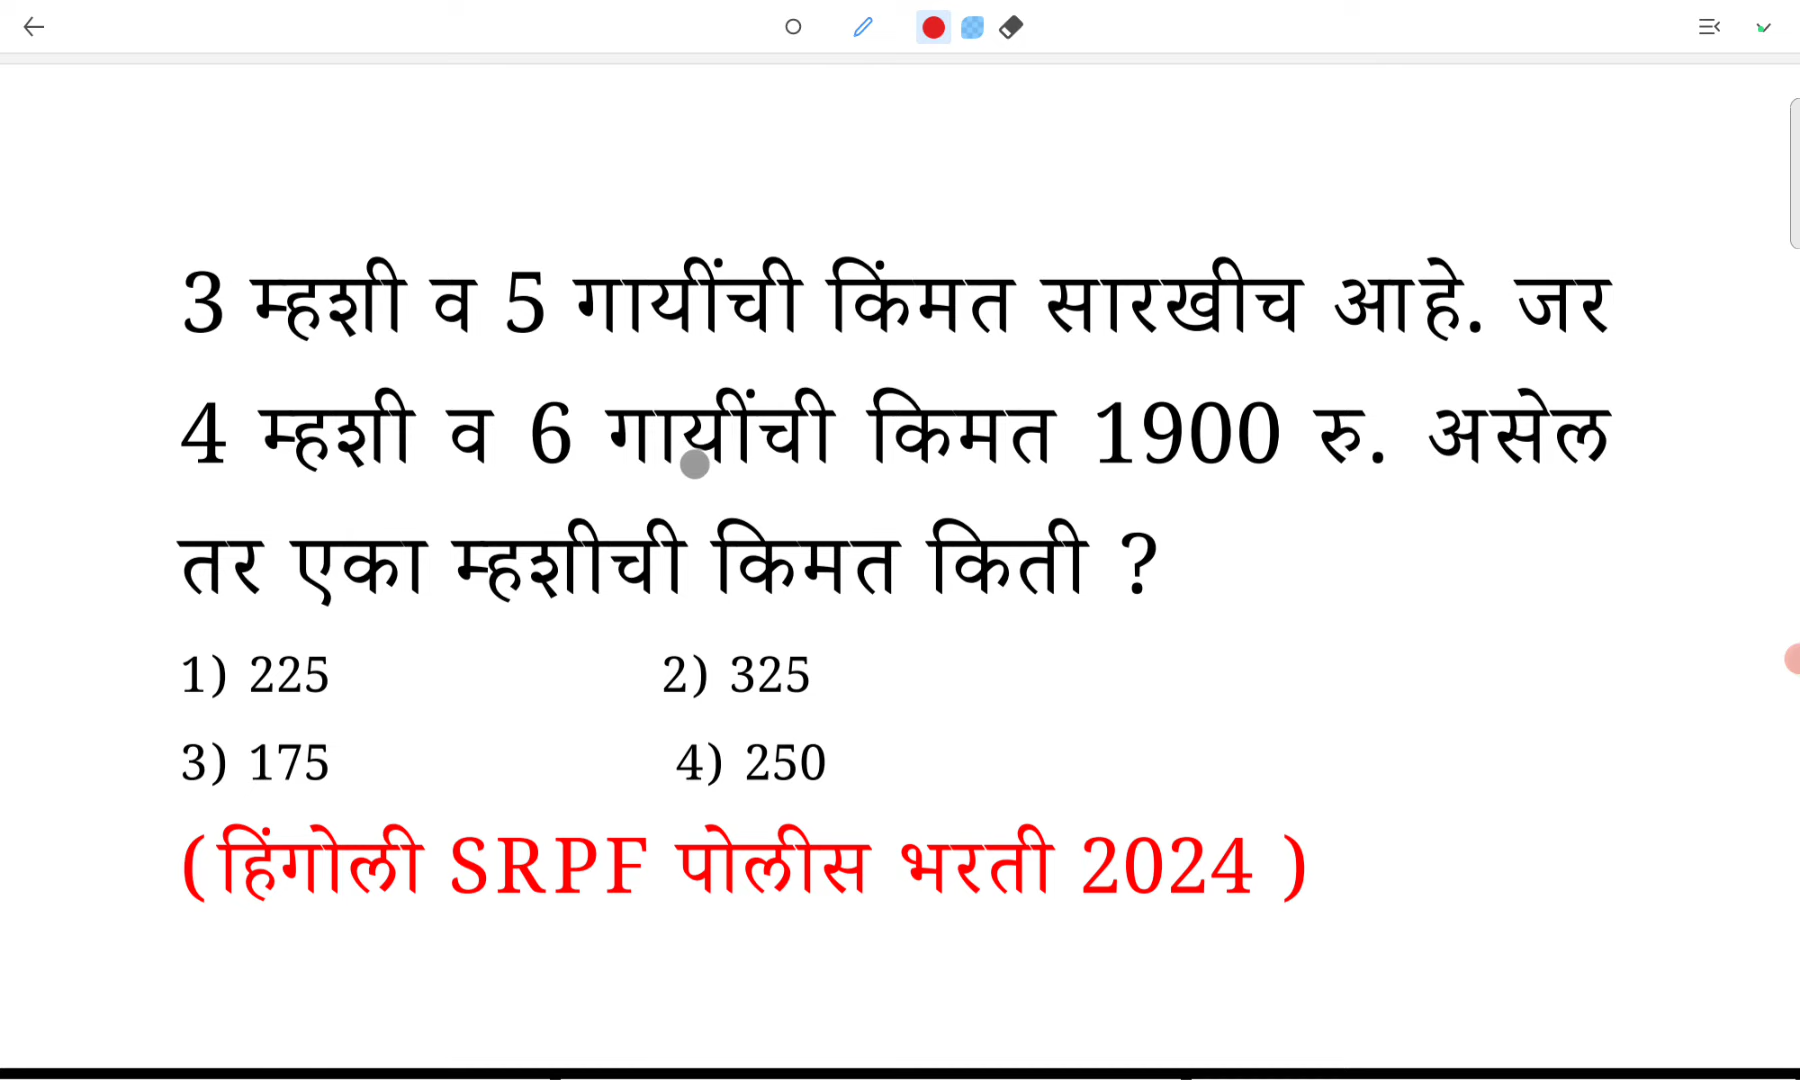 3 म्हशी व 5 गायींची किंमत सारखीच आहे. जर
4 म्हशी व 6 गायींची किमत 1900 रु. असेल
तर एका म्हशीची किमत किती ?
1) 225 2) 325
3) 175 4) 250
(हिंगोली SRPF पोलीस भरती 2024 )